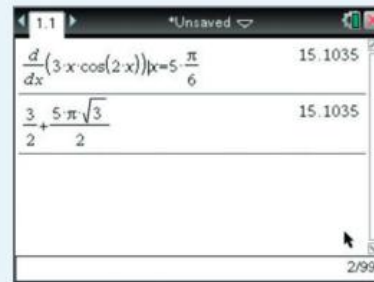 1.1 *Unsaved
d/dx(3·x·cos(2·x))|x=5·π/6 15.1035
3/2+5·π·√3/2 15.1035
2/99